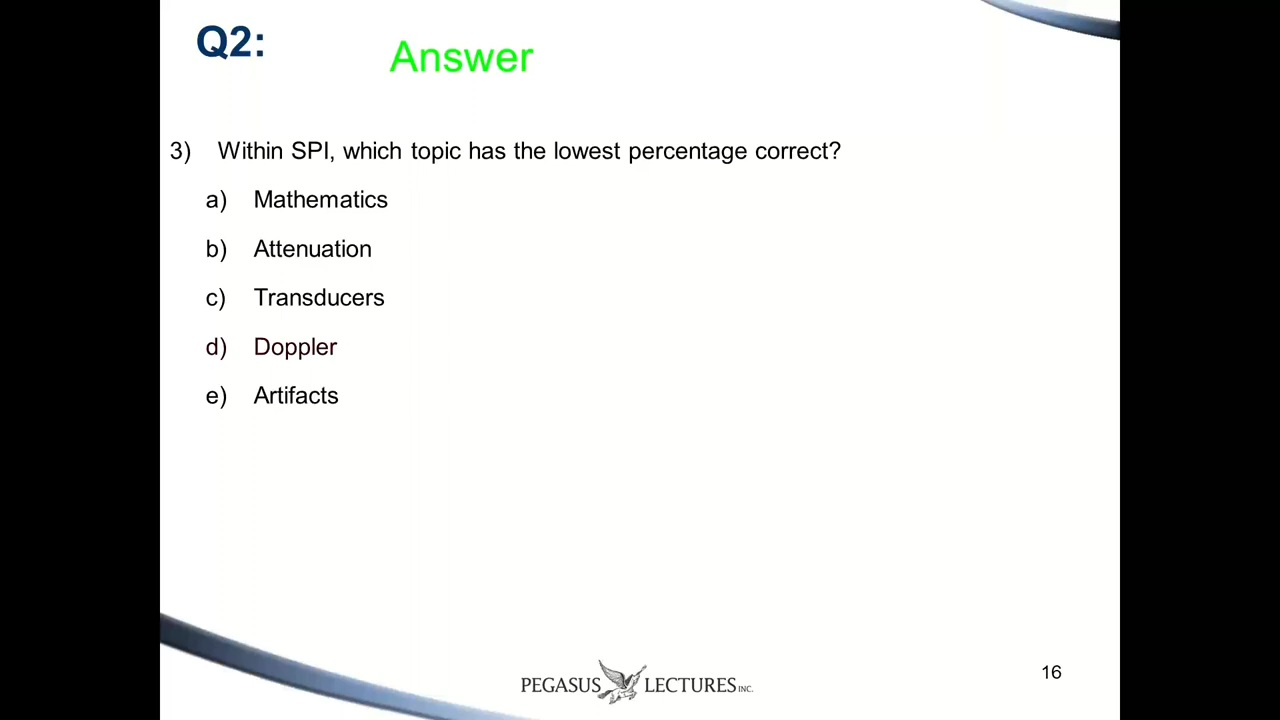 Q2:
Answer
3) Within SPI, which topic has the lowest percentage correct?
a) Mathematics
b) Attenuation
c) Transducers
d) Doppler
e) Artifacts
PEGASUS LECTURES INC.
16